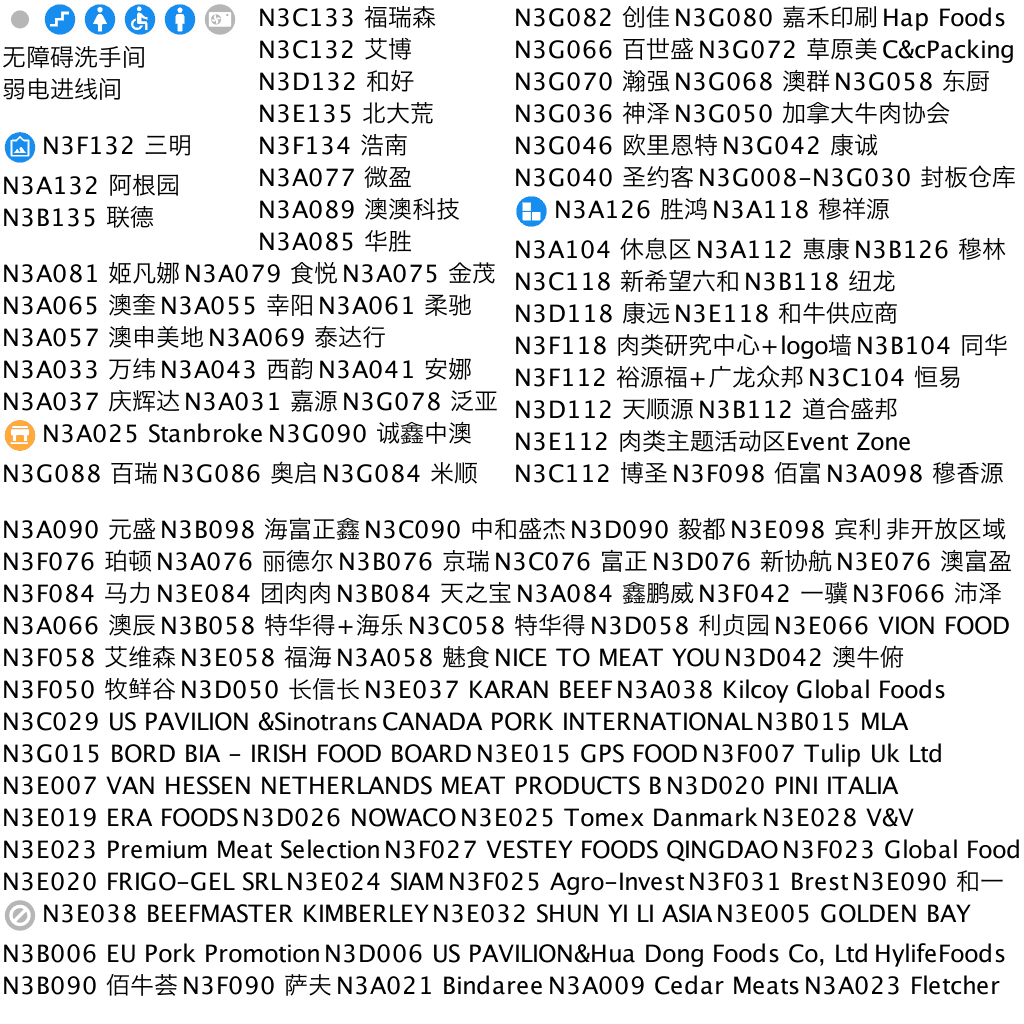 无障碍洗手间
弱电进线间
N3F132 三明
N3A132 阿根园
N3B135 联德
N3C133 福瑞森
N3C132 艾博
N3D132 和好
N3E135 北大荒
N3F134 浩南
N3A077 微盈
N3A089 澳澳科技
N3A085 华胜
N3A081 姬凡娜 N3A079 食悦 N3A075 金茂
N3A065 澳奎 N3A055 幸阳 N3A061 柔驰
N3A057 澳申美地 N3A069 泰达行
N3A033 万纬 N3A043 西韵 N3A041 安娜
N3A037 庆辉达 N3A031 嘉源 N3G078 泛亚
N3A025 Stanbroke N3G090 诚鑫中澳
N3G088 百瑞 N3G086 奥启 N3G084 米顺
N3G082 创佳 N3G080 嘉禾印刷 Hap Foods
N3G066 百世盛 N3G072 草原美 C&cPacking
N3G070 瀚强 N3G068 澳群 N3G058 东厨
N3G036 神泽 N3G050 加拿大牛肉协会
N3G046 欧里恩特 N3G042 康诚
N3G040 圣约客 N3G008-N3G030 封板仓库
N3A126 胜鸿 N3A118 穆祥源
N3A104 休息区 N3A112 惠康 N3B126 穆林
N3C118 新希望六和 N3B118 纽龙
N3D118 康远 N3E118 和牛供应商
N3F118 肉类研究中心+logo墙 N3B104 同华
N3F112 裕源福+广龙众邦 N3C104 恒易
N3D112 天顺源 N3B112 道合盛邦
N3E112 肉类主题活动区Event Zone
N3C112 博圣 N3F098 佰富 N3A098 穆香源
N3A090 元盛 N3B098 海富正鑫 N3C090 中和盛杰 N3D090 毅都 N3E098 宾利 非开放区域
N3F076 珀顿 N3A076 丽德尔 N3B076 京瑞 N3C076 富正 N3D076 新协航 N3E076 澳富盈
N3F084 马力 N3E084 团肉肉 N3B084 天之宝 N3A084 鑫鹏威 N3F042 一骥 N3F066 沛泽
N3A066 澳辰 N3B058 特华得+海乐 N3C058 特华得 N3D058 利贞园 N3E066 VION FOOD
N3F058 艾维森 N3E058 福海 N3A058 魅食 NICE TO MEAT YOU N3D042 澳牛俯
N3F050 牧鲜谷 N3D050 长信长 N3E037 KARAN BEEF N3A038 Kilcoy Global Foods
N3C029 US PAVILION &Sinotrans CANADA PORK INTERNATIONAL N3B015 MLA
N3G015 BORD BIA - IRISH FOOD BOARD N3E015 GPS FOOD N3F007 Tulip Uk Ltd
N3E007 VAN HESSEN NETHERLANDS MEAT PRODUCTS B N3D020 PINI ITALIA
N3E019 ERA FOODS N3D026 NOWACO N3E025 Tomex Danmark N3E028 V&V
N3E023 Premium Meat Selection N3F027 VESTEY FOODS QINGDAO N3F023 Global Food
N3E020 FRIGO-GEL SRL N3E024 SIAM N3F025 Agro-Invest N3F031 Brest N3E090 和一
N3E038 BEEFMASTER KIMBERLEY N3E032 SHUN YI LI ASIA N3E005 GOLDEN BAY
N3B006 EU Pork Promotion N3D006 US PAVILION&Hua Dong Foods Co, Ltd HylifeFoods
N3B090 佰牛荟 N3F090 萨夫 N3A021 Bindaree N3A009 Cedar Meats N3A023 Fletcher